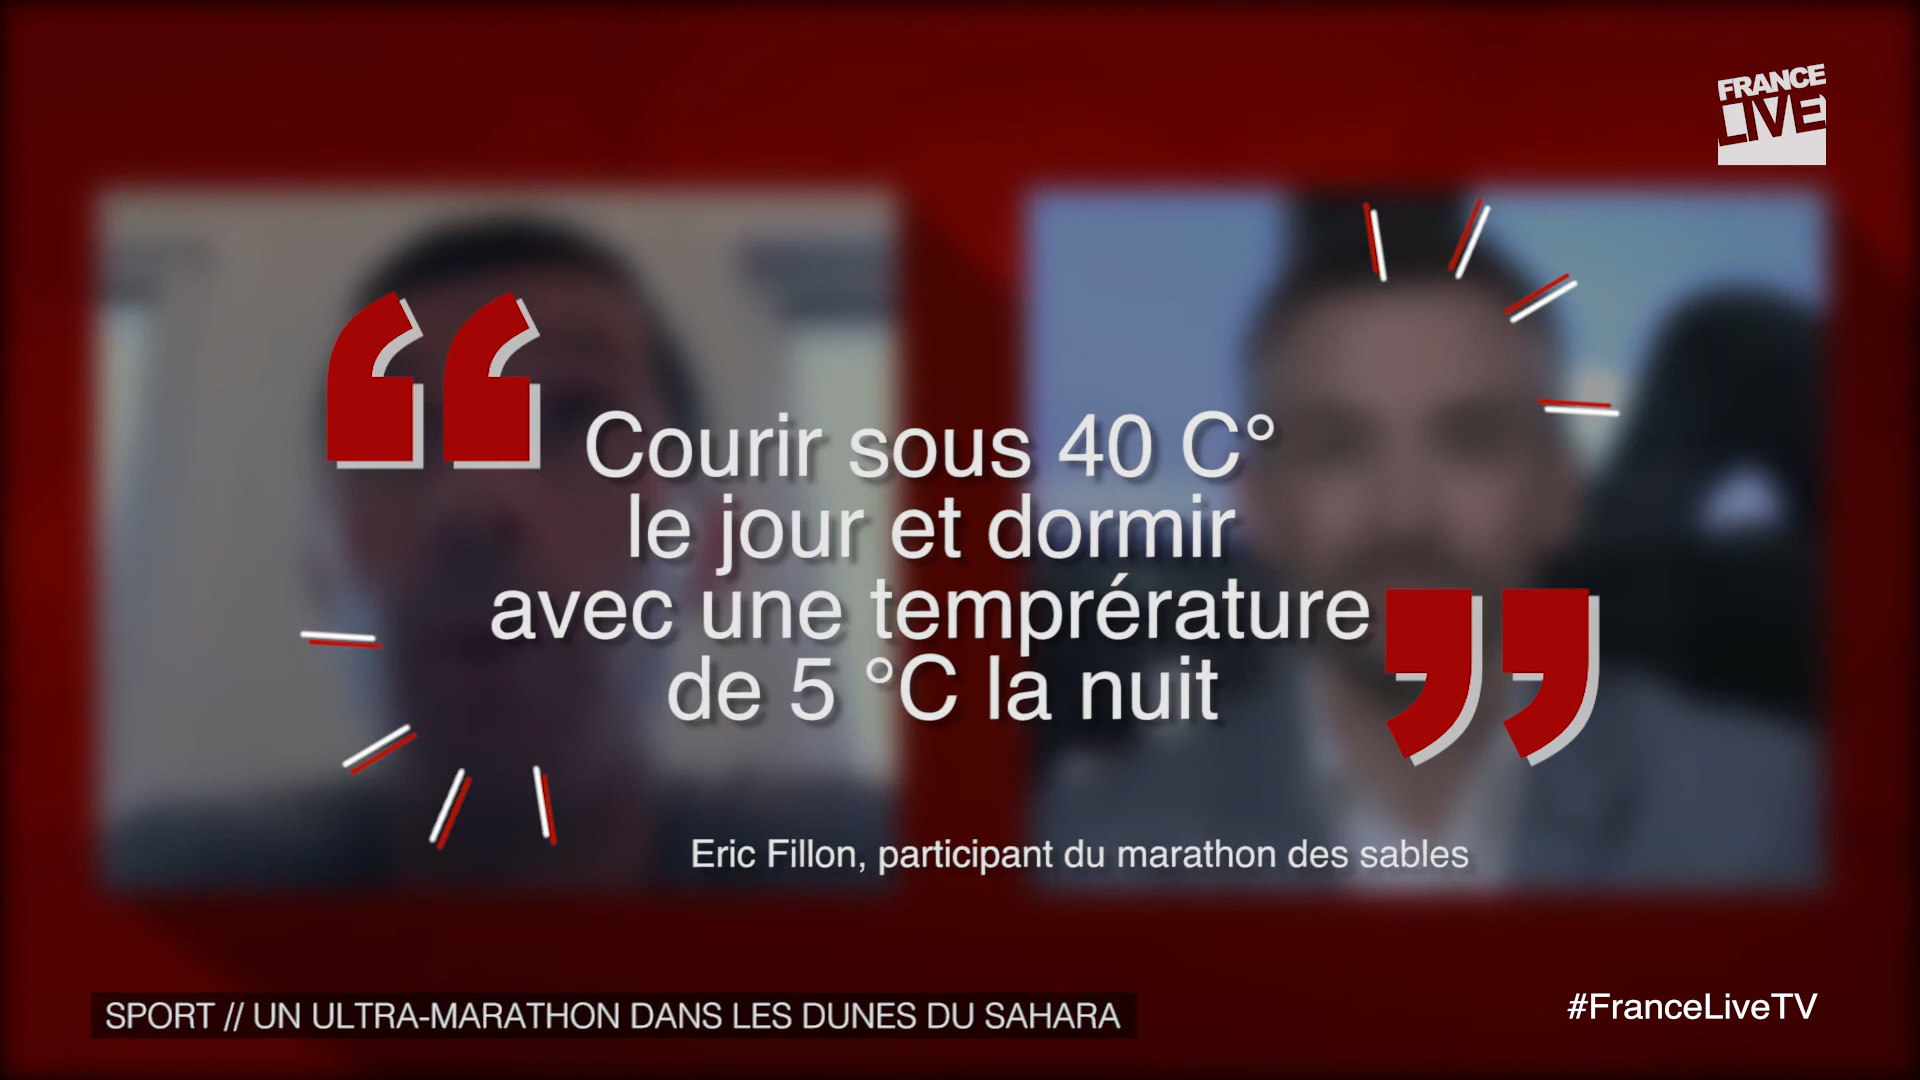 FRANCE
LIVE
Courir sous 40 C°
le jour et dormir
avec une temprérature
de 5 °C la nuit
Eric Fillon, participant du marathon des sables
SPORT // UN ULTRA-MARATHON DANS LES DUNES DU SAHARA
#FranceLiveTV